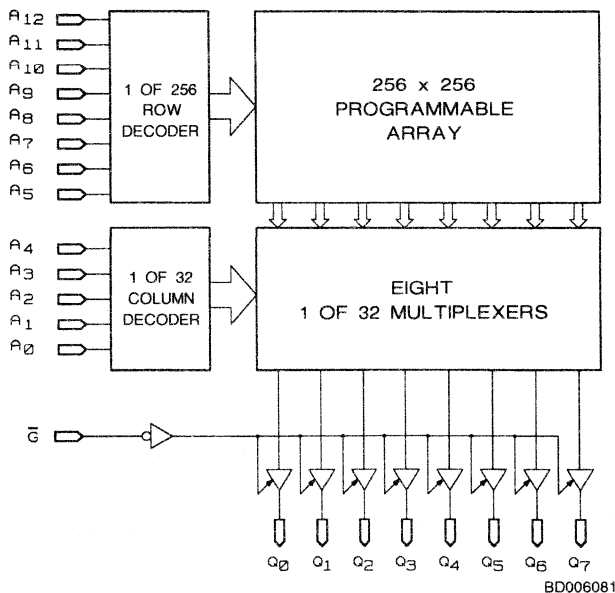 A12
A11
A10
A9
A8
A7
A6
A5
1 OF 256
ROW
DECODER
256 x 256
PROGRAMMABLE
ARRAY
A4
A3
A2
A1
A0
1 OF 32
COLUMN
DECODER
EIGHT
1 OF 32 MULTIPLEXERS
G̅
Q0 Q1 Q2 Q3 Q4 Q5 Q6 Q7
BD006081